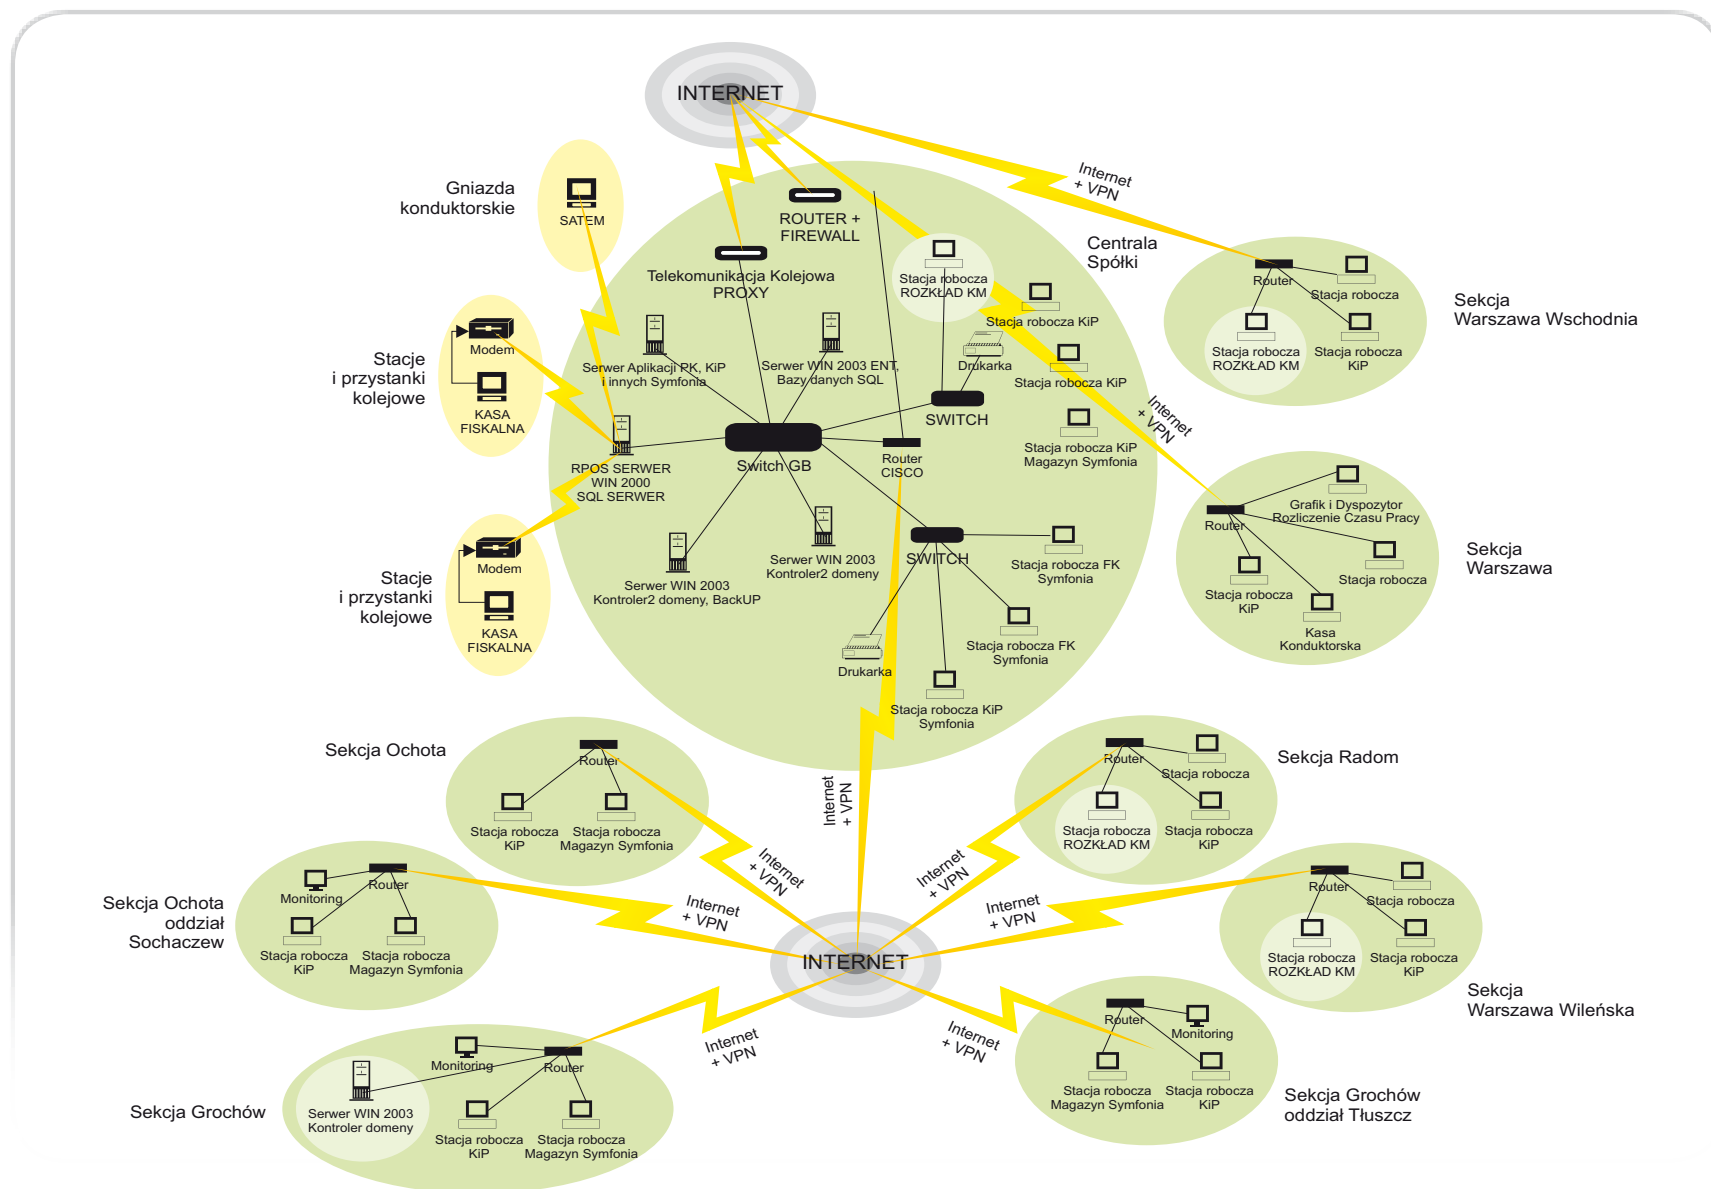 INTERNET
Internet
+ VPN
Gniazda
konduktorskie
SATEM
ROUTER +
FIREWALL
Telekomunikacja Kolejowa
PROXY
Stacja robocza
ROZKŁAD KM
Centrala
Spółki
Stacja robocza KiP
Stacja robocza KiP
Stacja robocza KiP
Magazyn Symfonia
Drukarka
SWITCH
Serwer Aplikacji PK, KiP
i innych Symfonia
Serwer WIN 2003 ENT,
Bazy danych SQL
Stacje
i przystanki
kolejowe
Modem
KASA
FISKALNA
RPOS SERWER
WIN 2000
SQL SERWER
Switch GB
Router
CISCO
Internet
+ VPN
Router
Stacja robocza
Stacja robocza
ROZKŁAD KM
Stacja robocza
KiP
Sekcja
Warszawa Wschodnia
Stacje
i przystanki
kolejowe
Modem
KASA
FISKALNA
Serwer WIN 2003
Kontroler2 domeny, BackUP
Serwer WIN 2003
Kontroler2 domeny
SWITCH
Stacja robocza FK
Symfonia
Stacja robocza FK
Symfonia
Drukarka
Stacja robocza KiP
Symfonia
Router
Grafik i Dyspozytor
Rozliczenie Czasu Pracy
Stacja robocza
Stacja robocza
KiP
Kasa
Konduktorska
Sekcja
Warszawa
Sekcja Ochota
Router
Stacja robocza
KiP
Stacja robocza
Magazyn Symfonia
Internet
+ VPN
Internet
+ VPN
Internet
+ VPN
Router
Stacja robocza
Stacja robocza
ROZKŁAD KM
Stacja robocza
KiP
Sekcja Radom
Sekcja Ochota
oddział
Sochaczew
Router
Monitoring
Stacja robocza
KiP
Stacja robocza
Magazyn Symfonia
Internet
+ VPN
INTERNET
Internet
+ VPN
Router
Stacja robocza
Stacja robocza
ROZKŁAD KM
Stacja robocza
KiP
Sekcja
Warszawa Wileńska
Sekcja Grochów
Monitoring
Router
Serwer WIN 2003
Kontroler domeny
Stacja robocza
KiP
Stacja robocza
Magazyn Symfonia
Internet
+ VPN
Internet
+ VPN
Router
Monitoring
Stacja robocza
Magazyn Symfonia
Stacja robocza
KiP
Sekcja Grochów
oddział Tłuszcz